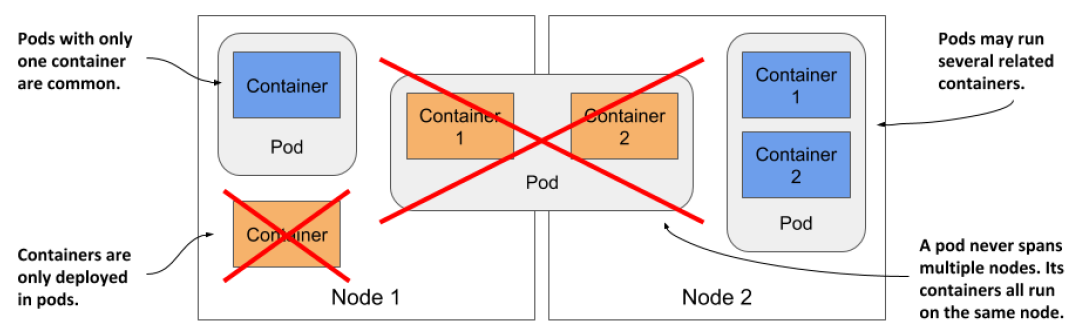 Pods with only
one container
are common.
Container
Pod
Container
Containers are
only deployed
in pods.
Node 1
Container
1
Container
2
Pod
Container
1
Container
2
Pod
Node 2
Pods may run
several related
containers.
A pod never spans
multiple nodes. Its
containers all run
on the same node.